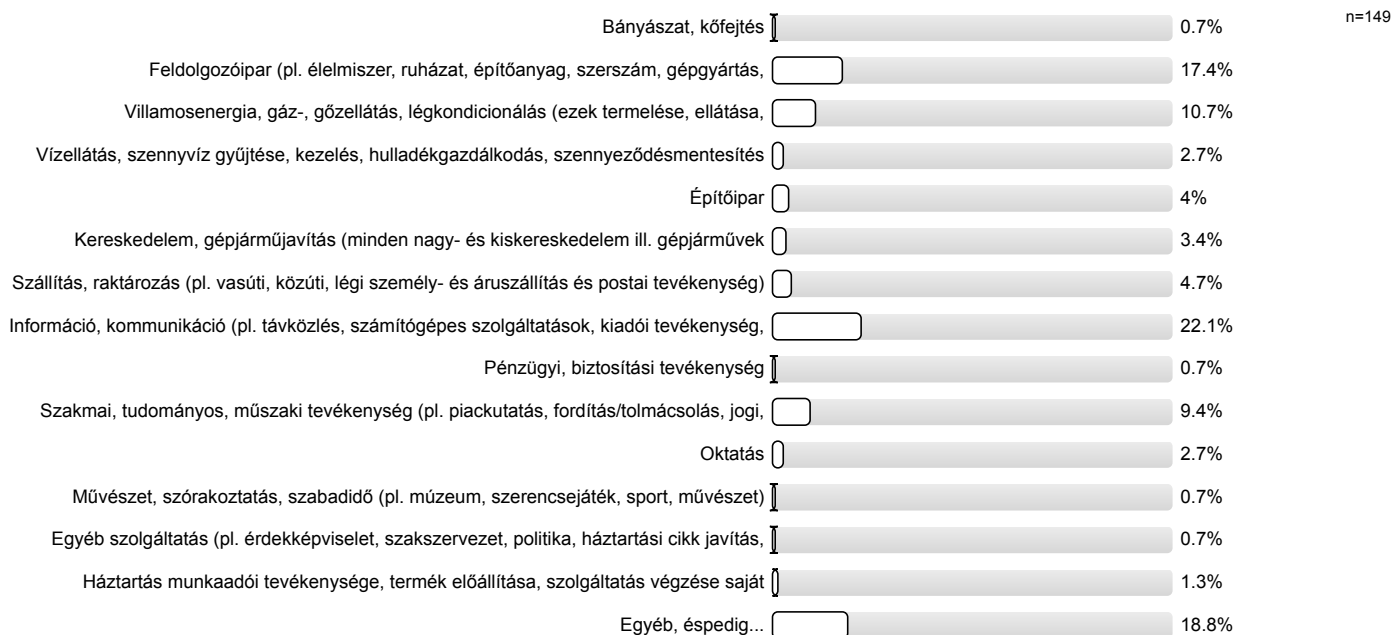 n=149
Bányászat, kőfejtés 0.7%
Feldolgozóipar (pl. élelmiszer, ruházat, építőanyag, szerszám, gépgyártás, 17.4%
Villamosenergia, gáz-, gőzellátás, légkondicionálás (ezek termelése, ellátása, 10.7%
Vízellátás, szennyvíz gyűjtése, kezelés, hulladékgazdálkodás, szennyeződésmentesítés 2.7%
Építőipar 4%
Kereskedelem, gépjárműjavítás (minden nagy- és kiskereskedelem ill. gépjárművek 3.4%
Szállítás, raktározás (pl. vasúti, közúti, légi személy- és áruszállítás és postai tevékenység) 4.7%
Információ, kommunikáció (pl. távközlés, számítógépes szolgáltatások, kiadói tevékenység, 22.1%
Pénzügyi, biztosítási tevékenység 0.7%
Szakmai, tudományos, műszaki tevékenység (pl. piackutatás, fordítás/tolmácsolás, jogi, 9.4%
Oktatás 2.7%
Művészet, szórakoztatás, szabadidő (pl. múzeum, szerencsejáték, sport, művészet) 0.7%
Egyéb szolgáltatás (pl. érdekképviselet, szakszervezet, politika, háztartási cikk javítás, 0.7%
Háztartás munkaadói tevékenysége, termék előállítása, szolgáltatás végzése saját 1.3%
Egyéb, éspedig... 18.8%